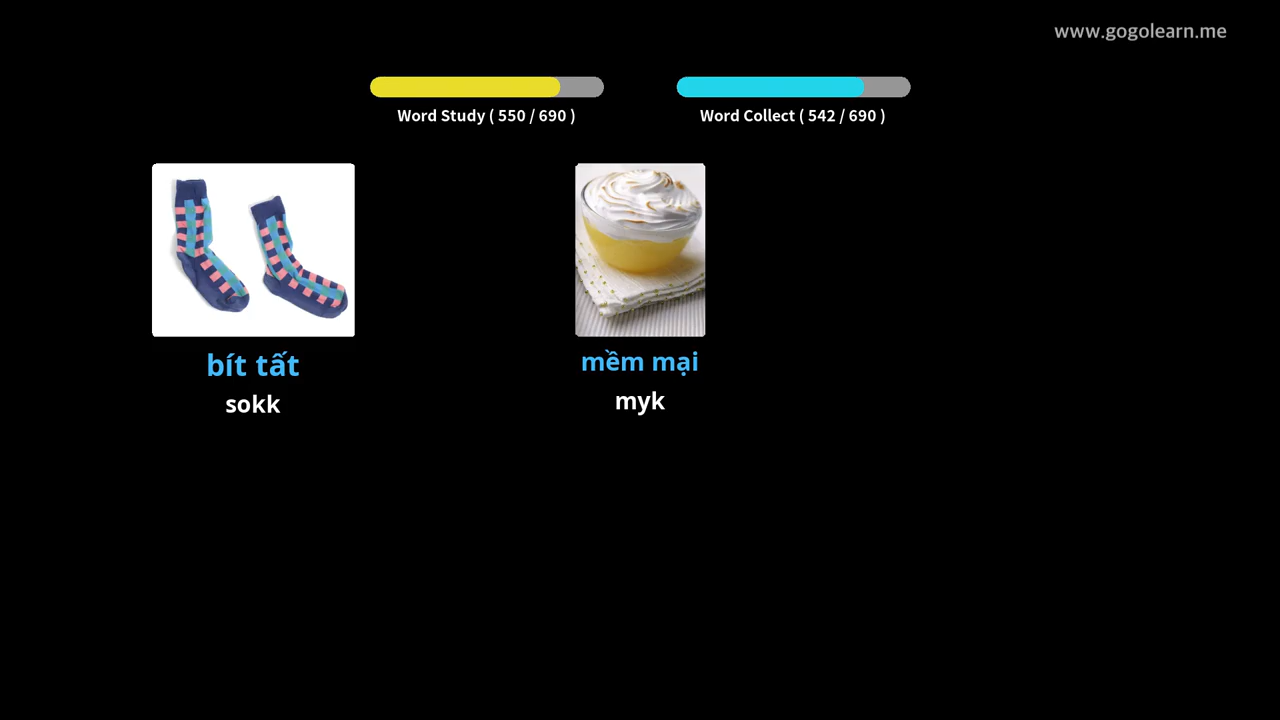 www.gogolearn.me
Word Study ( 550 / 690 )
Word Collect ( 542 / 690 )
bít tất
sokk
mềm mại
myk